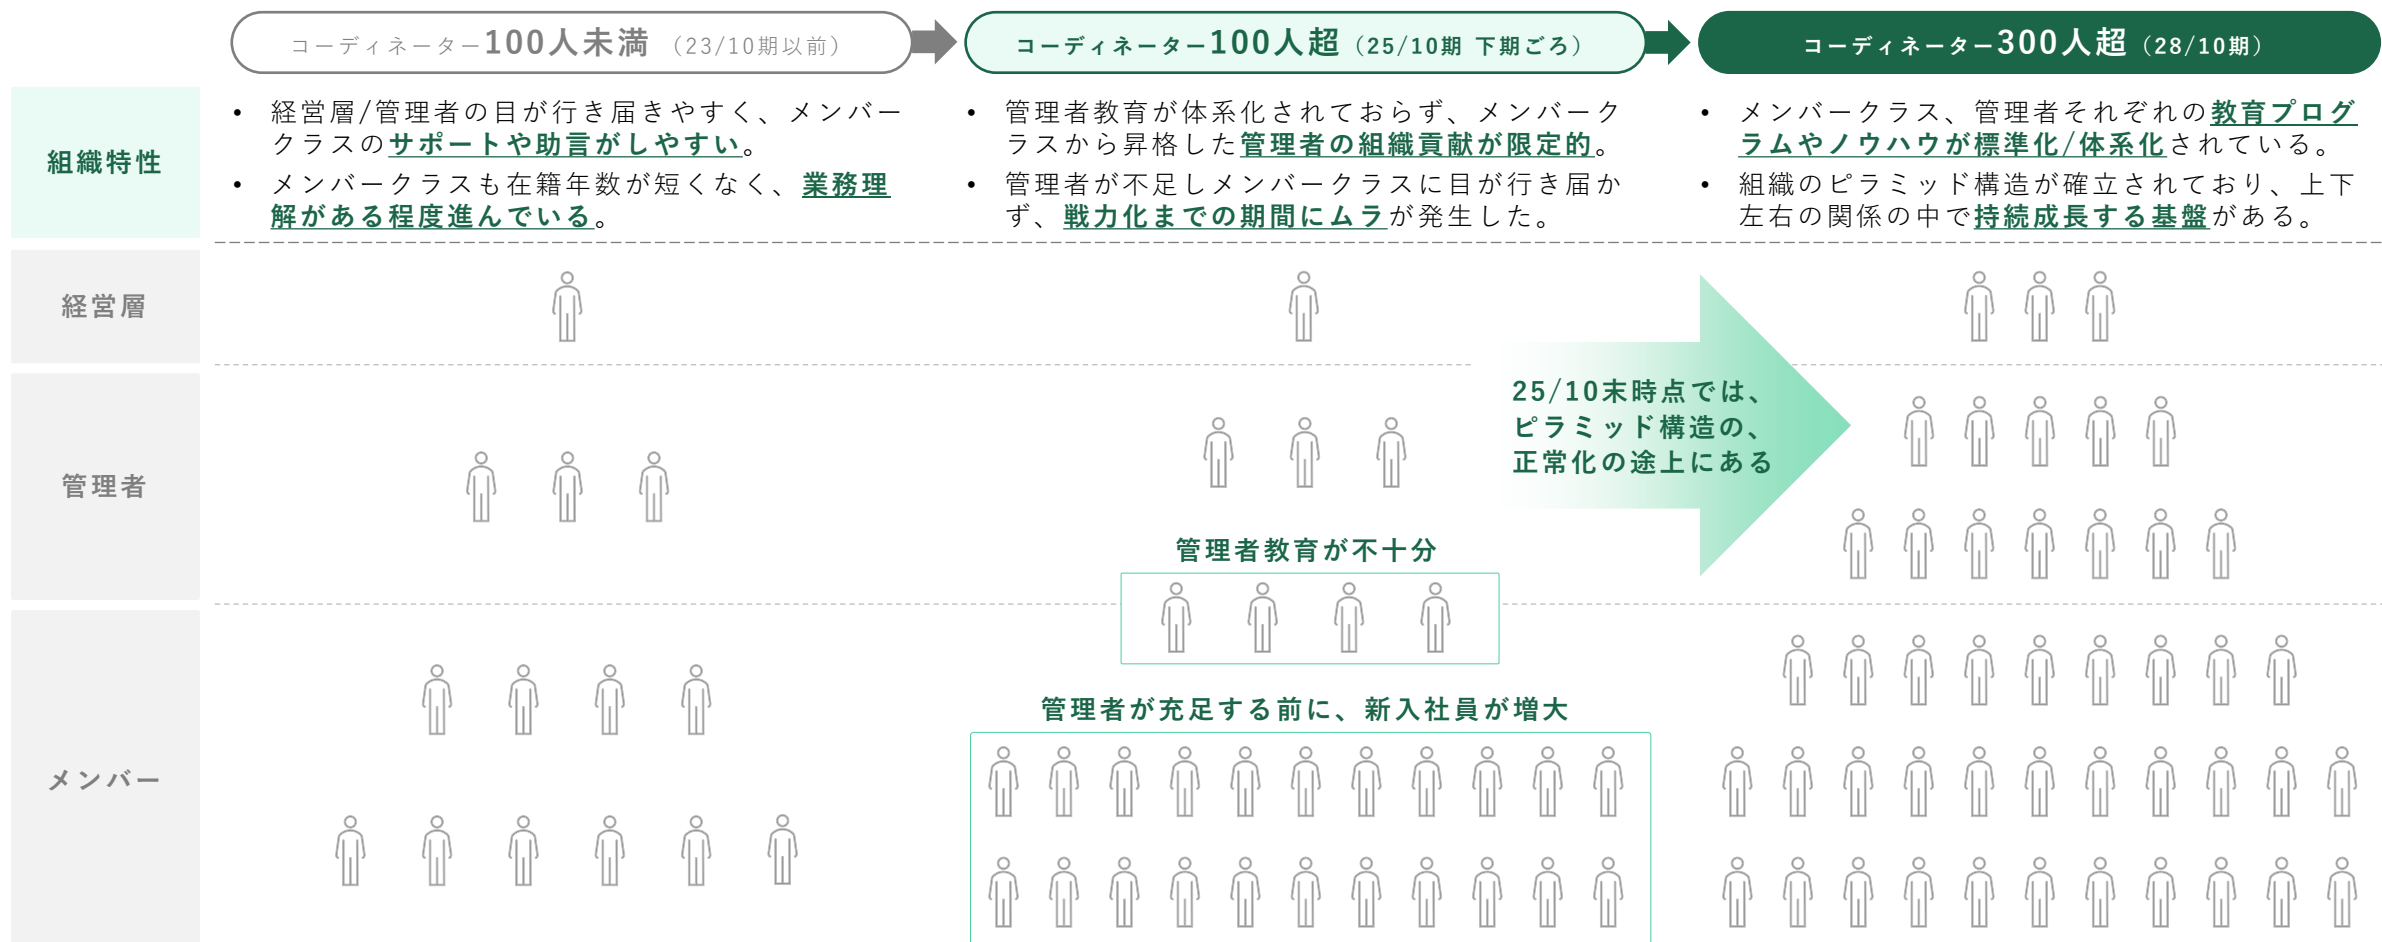 コーディネーター100人未満 （23/10期以前）
コーディネーター100人超（25/10期 下期ごろ）
コーディネーター300人超（28/10期）
組織特性
• 経営層/管理者の目が行き届きやすく、メンバー
クラスのサポートや助言がしやすい。
• メンバークラスも在籍年数が短くなく、業務理
解がある程度進んでいる。
• 管理者教育が体系化されておらず、メンバーク
ラスから昇格した管理者の組織貢献が限定的。
• 管理者が不足しメンバークラスに目が行き届か
ず、戦力化までの期間にムラが発生した。
• メンバークラス、管理者それぞれの教育プログ
ラムやノウハウが標準化/体系化されている。
• 組織のピラミッド構造が確立されており、上下
左右の関係の中で持続成長する基盤がある。
経営層
管理者
25/10末時点では、
ピラミッド構造の、
正常化の途上にある
管理者教育が不十分
メンバー
管理者が充足する前に、新入社員が増大